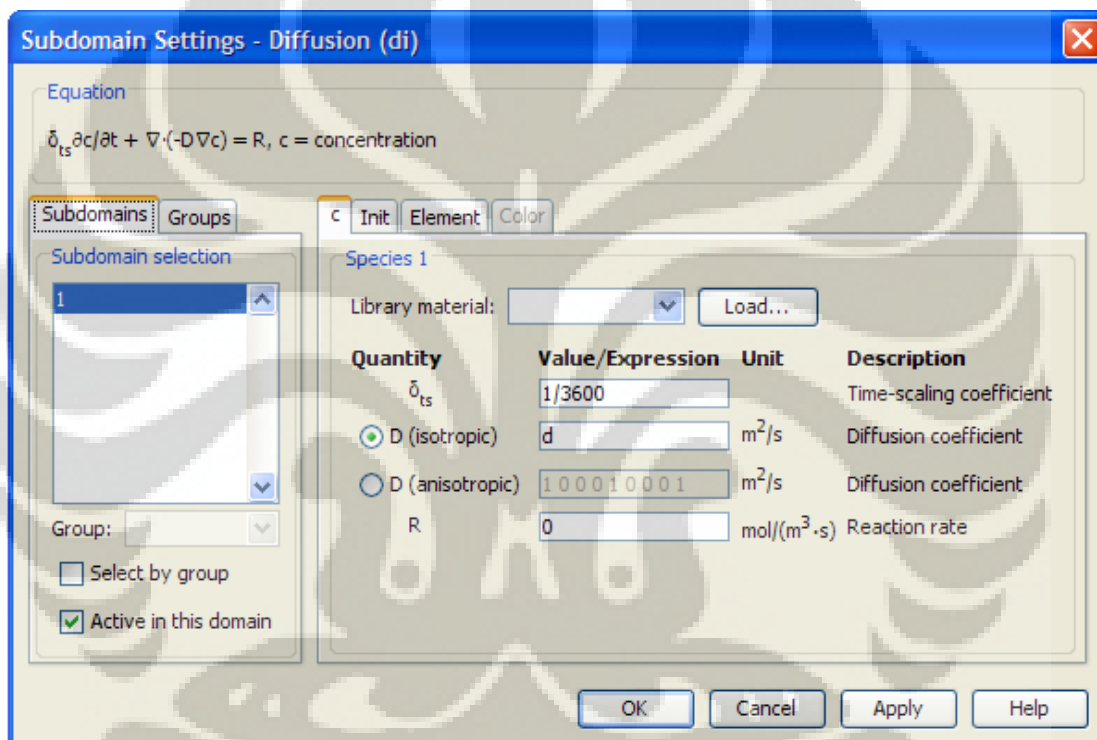 Subdomain Settings - Diffusion (di)
Equation
δts∂c/∂t + ∇·(-D∇c) = R, c = concentration
Subdomains Groups
c Init Element Color
Subdomain selection
1
Group:
Select by group
Active in this domain
Species 1
Library material: Load...
Quantity Value/Expression Unit Description
δts 1/3600 Time-scaling coefficient
D (isotropic) d m²/s Diffusion coefficient
D (anisotropic) 1 0 0 0 1 0 0 0 1 m²/s Diffusion coefficient
R 0 mol/(m³·s) Reaction rate
OK Cancel Apply Help